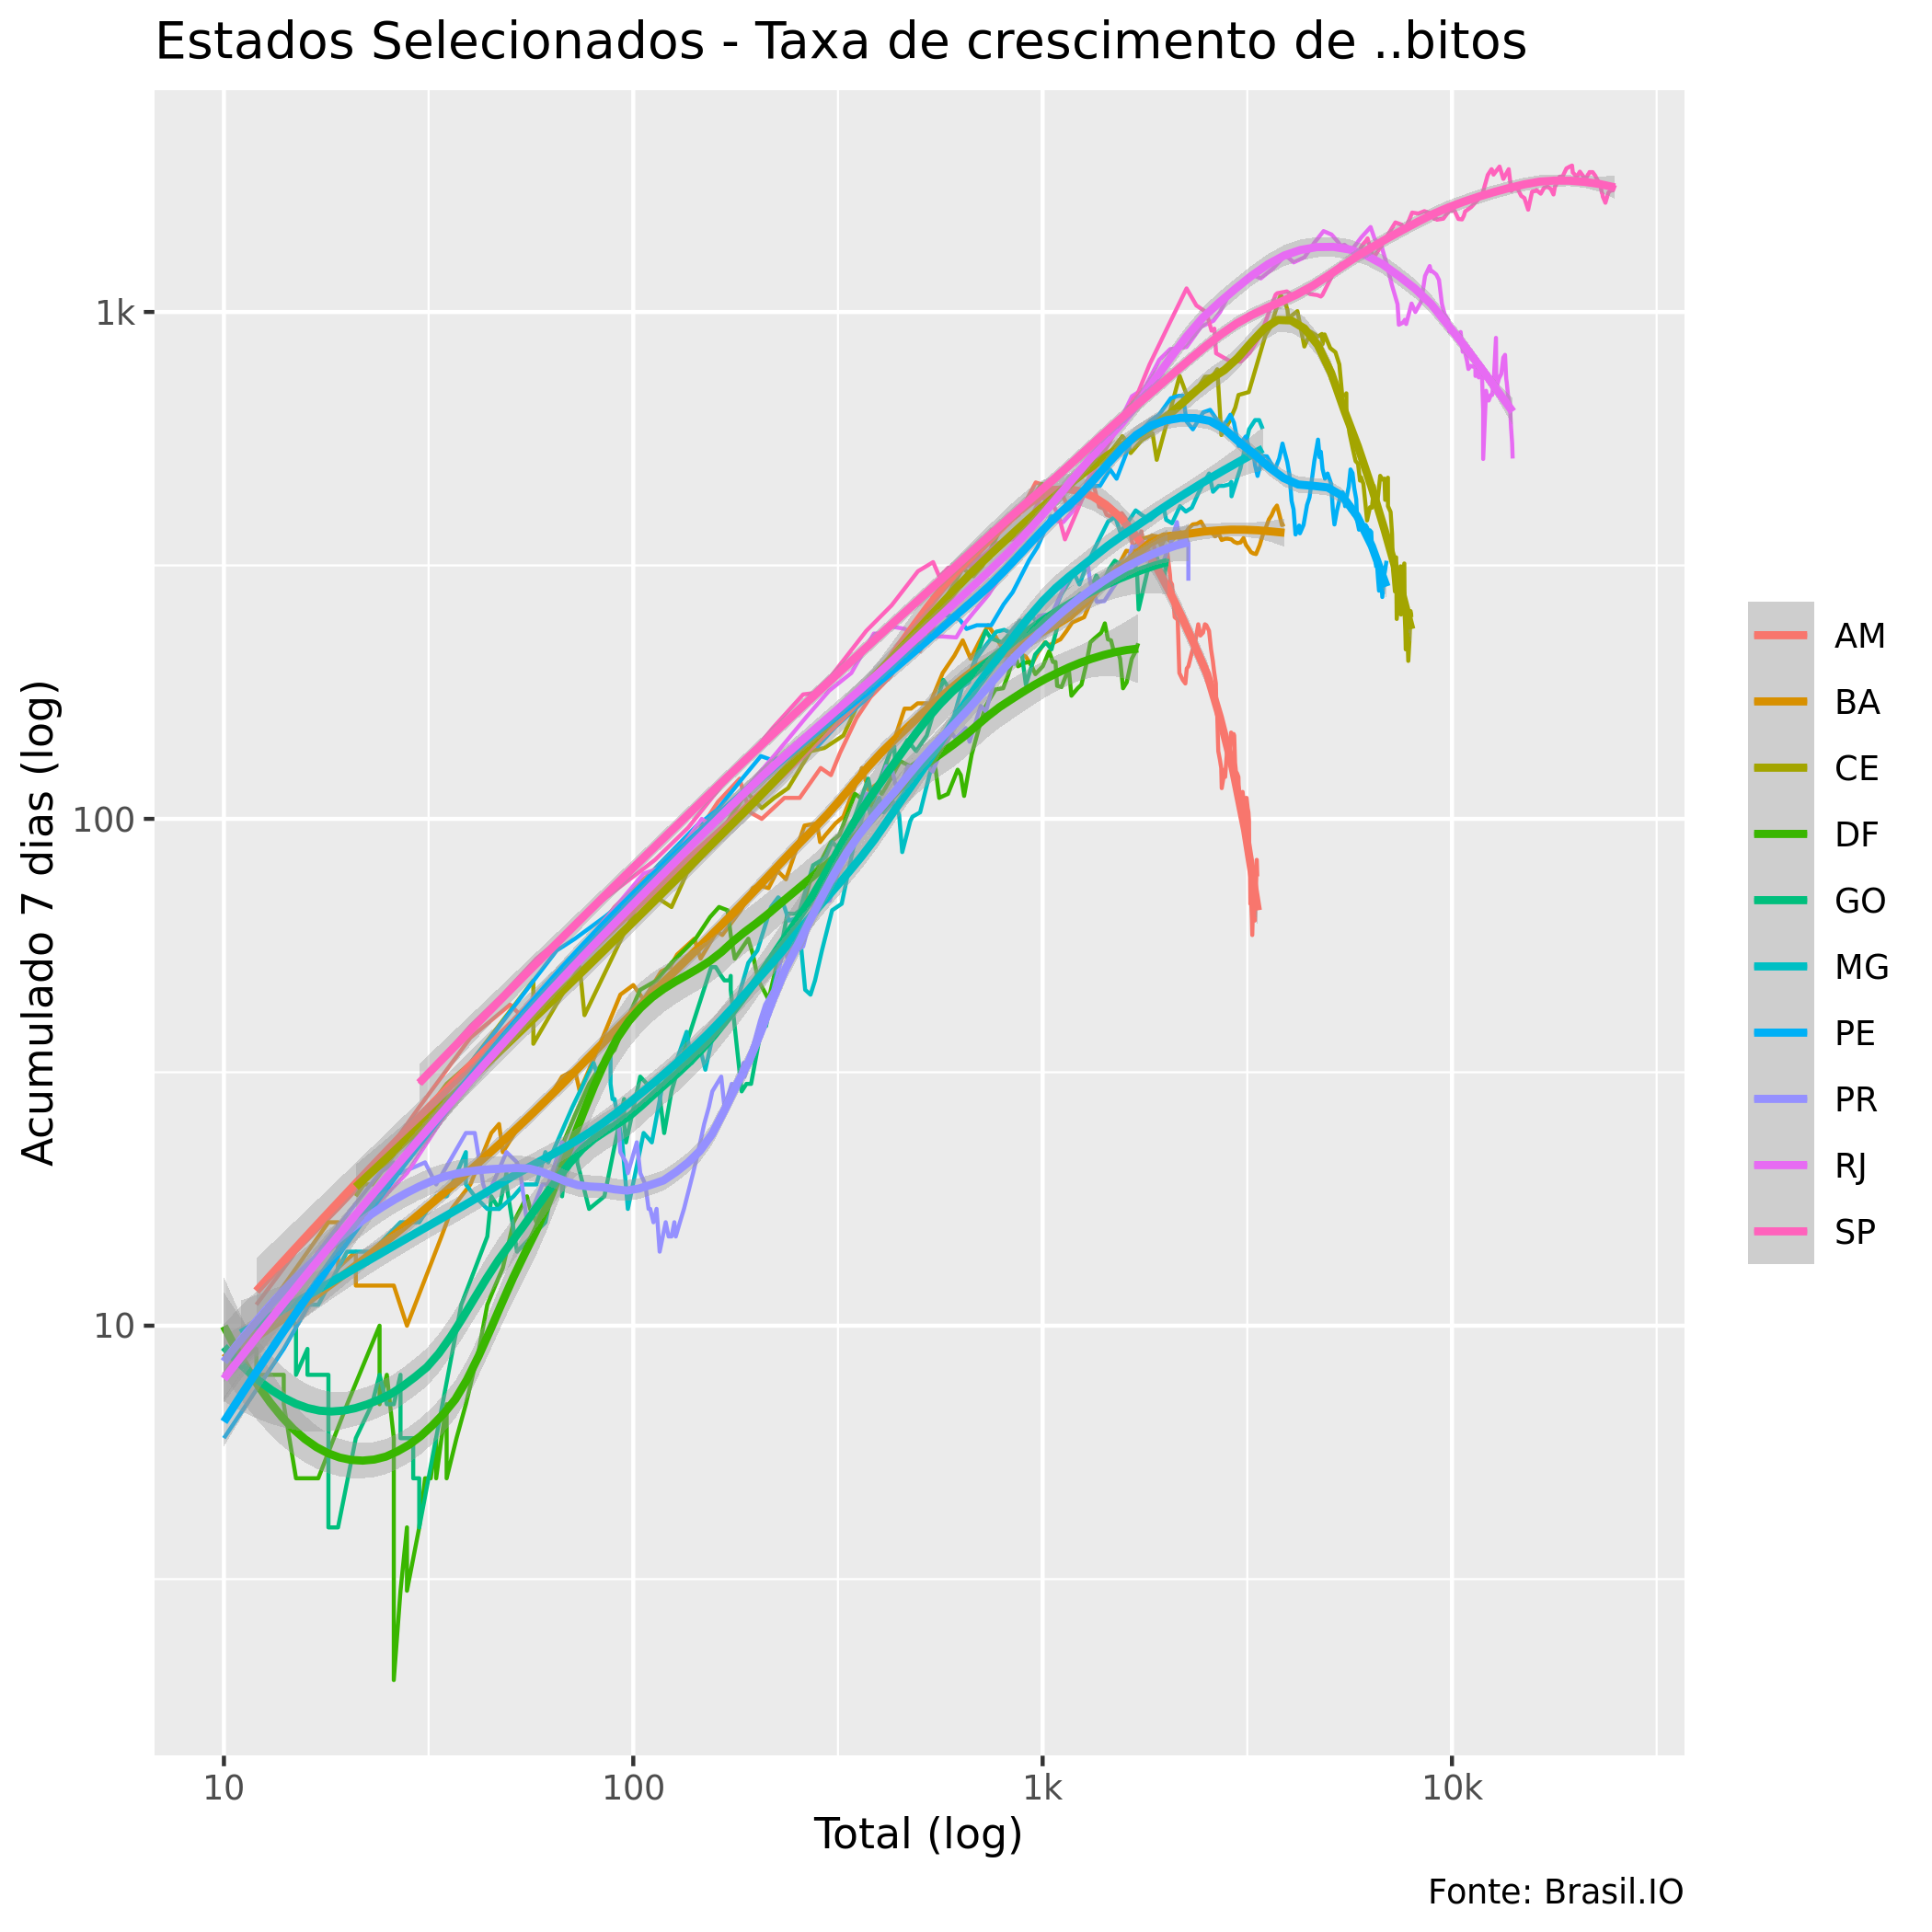 Estados Selecionados - Taxa de crescimento de ..bitos
Acumulado 7 dias (log)
1k
100
10
10
100
1k
10k
Total (log)
AM
BA
CE
DF
GO
MG
PE
PR
RJ
SP
Fonte: Brasil.IO